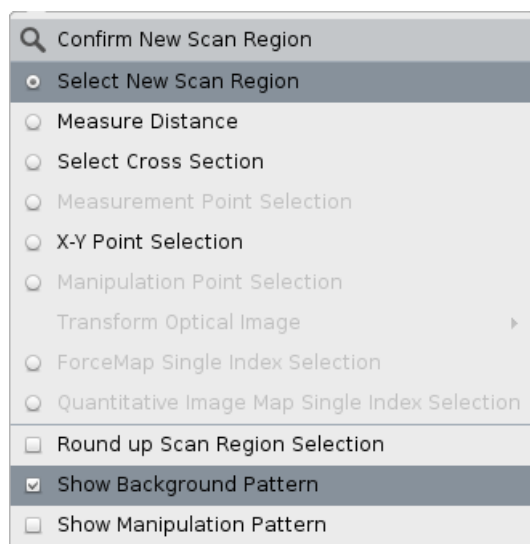 Confirm New Scan Region
Select New Scan Region
Measure Distance
Select Cross Section
Measurement Point Selection
X-Y Point Selection
Manipulation Point Selection
Transform Optical Image
ForceMap Single Index Selection
Quantitative Image Map Single Index Selection
Round up Scan Region Selection
Show Background Pattern
Show Manipulation Pattern